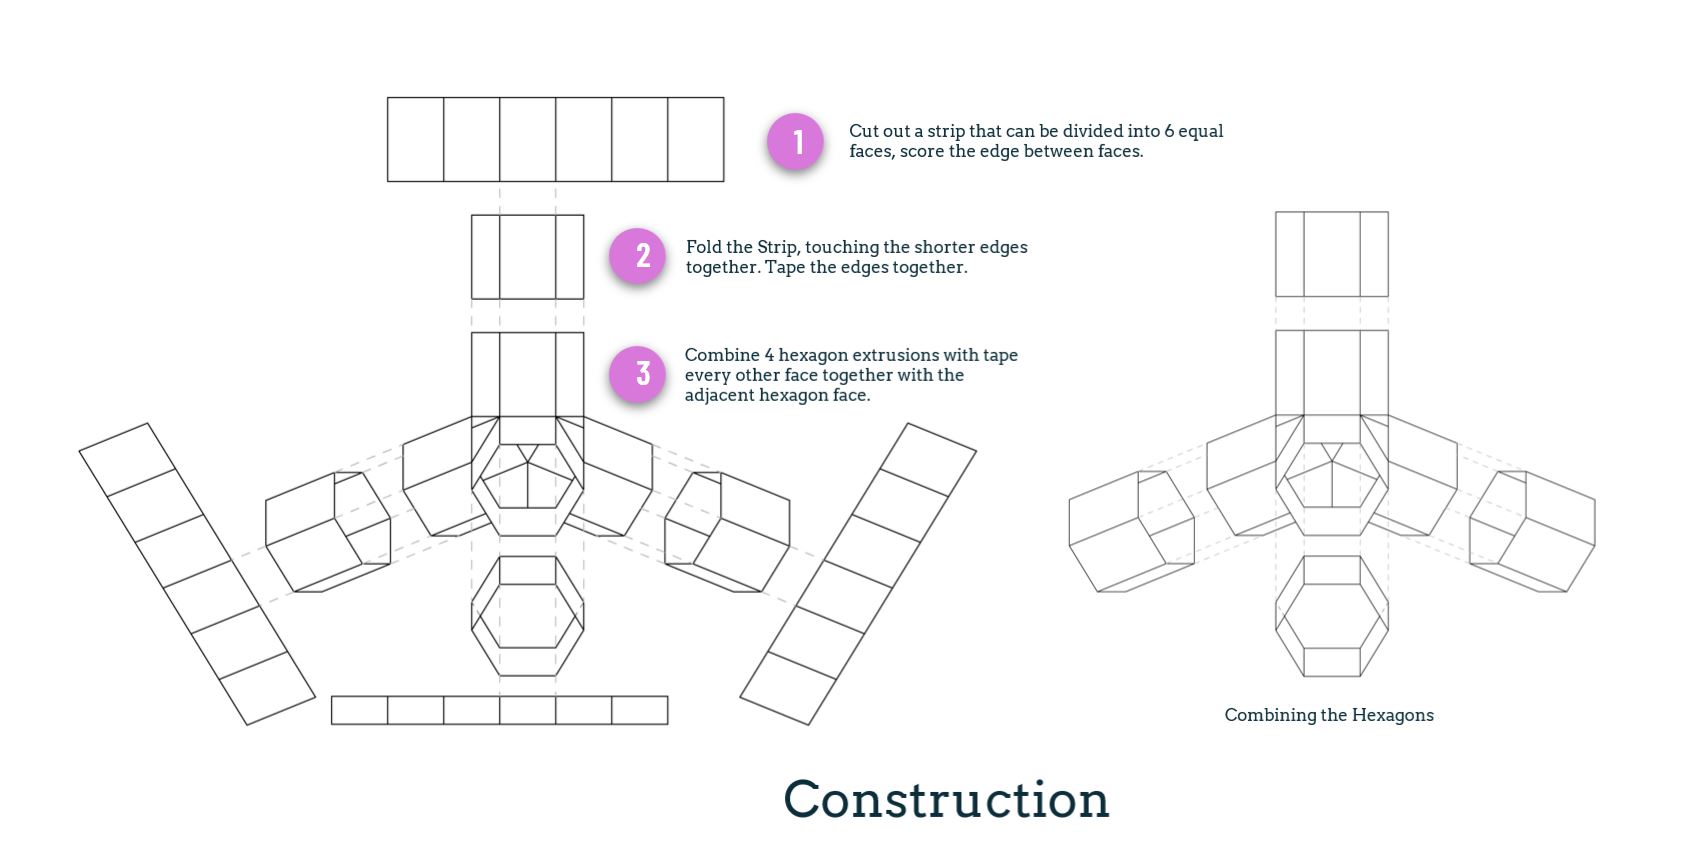 1
Cut out a strip that can be divided into 6 equal
faces, score the edge between faces.
2
Fold the Strip, touching the shorter edges
together. Tape the edges together.
3
Combine 4 hexagon extrusions with tape
every other face together with the
adjacent hexagon face.
Combining the Hexagons
Construction